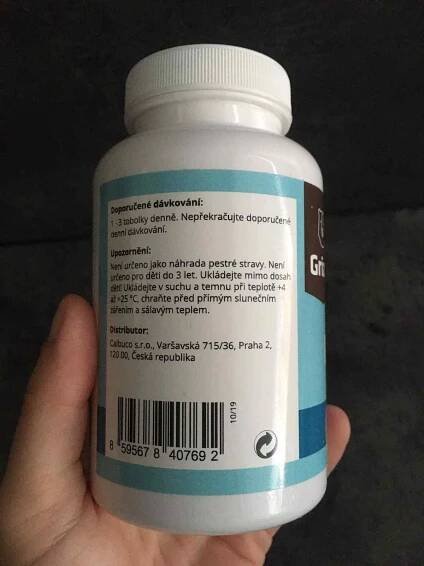 Doporučené dávkování:
1 -3 tobolky denně. Nepřekračujte doporučené
denní dávkování.
Upozornění:
Není určeno jako náhrada pestré stravy. Není
určeno pro děti do 3 let. Ukládejte mimo dosah
dětí! Ukládejte v suchu a temnu při teplotě +4
až +25 °C, chraňte před přímým slunečním
zářením a sálavým teplem.
Distributor:
Calbuco s.r.o., Varšavská 715/36, Praha 2,
120 00, Česká republika
10/19
8 59567 8 40769 2